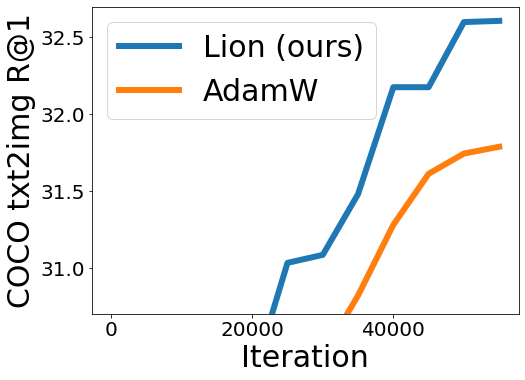 COCO txt2img R@1
32.5
32.0
31.5
31.0
Lion (ours)
AdamW
0
20000
40000
Iteration